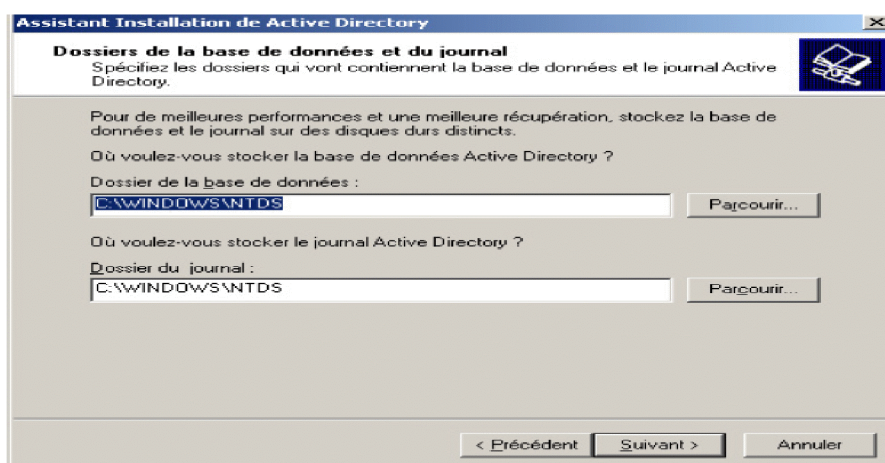 Assistant Installation de Active Directory
Dossiers de la base de données et du journal
Spécifiez les dossiers qui vont contiennent la base de données et le journal Active
Directory.
Pour de meilleures performances et une meilleure récupération, stockez la base de
données et le journal sur des disques durs distincts.
Où voulez-vous stocker la base de données Active Directory ?
Dossier de la base de données :
C:\WINDOWS\NTDS
Parcourir...
Où voulez-vous stocker le journal Active Directory ?
Dossier du journal :
C:\WINDOWS\NTDS
Parcourir...
< Précédent
Suivant >
Annuler